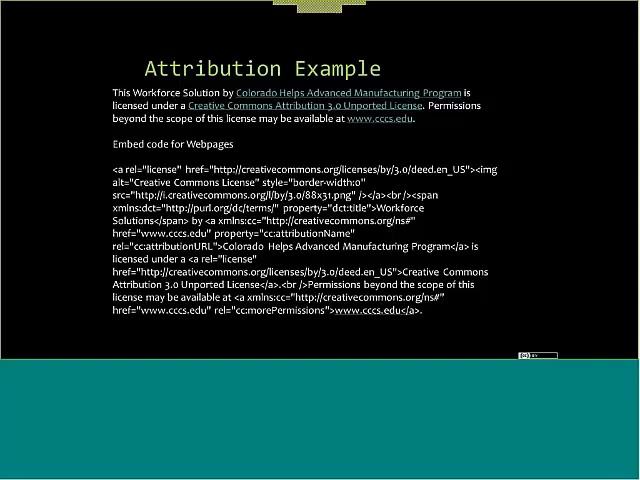 Attribution Example
This Workforce Solution by Colorado Helps Advanced Manufacturing Program is
licensed under a Creative Commons Attribution 3.0 Unported License. Permissions
beyond the scope of this license may be available at www.cccs.edu.
Embed code for Webpages
<a rel="license" href="http://creativecommons.org/licenses/by/3.0/deed.en_US"><img
alt="Creative Commons License" style="border-width:0"
src="http://i.creativecommons.org/l/by/3.0/88x31.png" /></a><br /><span
xmlns:dct="http://purl.org/dc/terms/" property="dct:title">Workforce
Solutions</span> by <a xmlns:cc="http://creativecommons.org/ns#"
href="www.cccs.edu" property="cc:attributionName"
rel="cc:attributionURL">Colorado Helps Advanced Manufacturing Program</a> is
licensed under a <a rel="license"
href="http://creativecommons.org/licenses/by/3.0/deed.en_US">Creative Commons
Attribution 3.0 Unported License</a>.<br />Permissions beyond the scope of this
license may be available at <a xmlns:cc="http://creativecommons.org/ns#"
href="www.cccs.edu" rel="cc:morePermissions">www.cccs.edu</a>.
(cc) BY